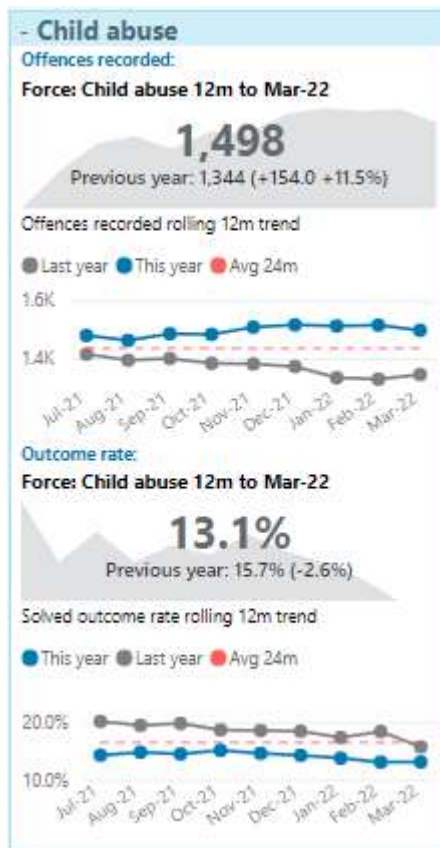 - Child abuse
Offences recorded:
Force: Child abuse 12m to Mar-22
1,498
Previous year: 1,344 (+154.0 +11.5%)
Offences recorded rolling 12m trend
Last year This year Avg 24m
1.6K
1.4K
Jul-21 Aug-21 Sep-21 Oct-21 Nov-21 Dec-21 Jan-22 Feb-22 Mar-22
Outcome rate:
Force: Child abuse 12m to Mar-22
13.1%
Previous year: 15.7% (-2.6%)
Solved outcome rate rolling 12m trend
This year Last year Avg 24m
20.0%
10.0%
Jul-21 Aug-21 Sep-21 Oct-21 Nov-21 Dec-21 Jan-22 Feb-22 Mar-22